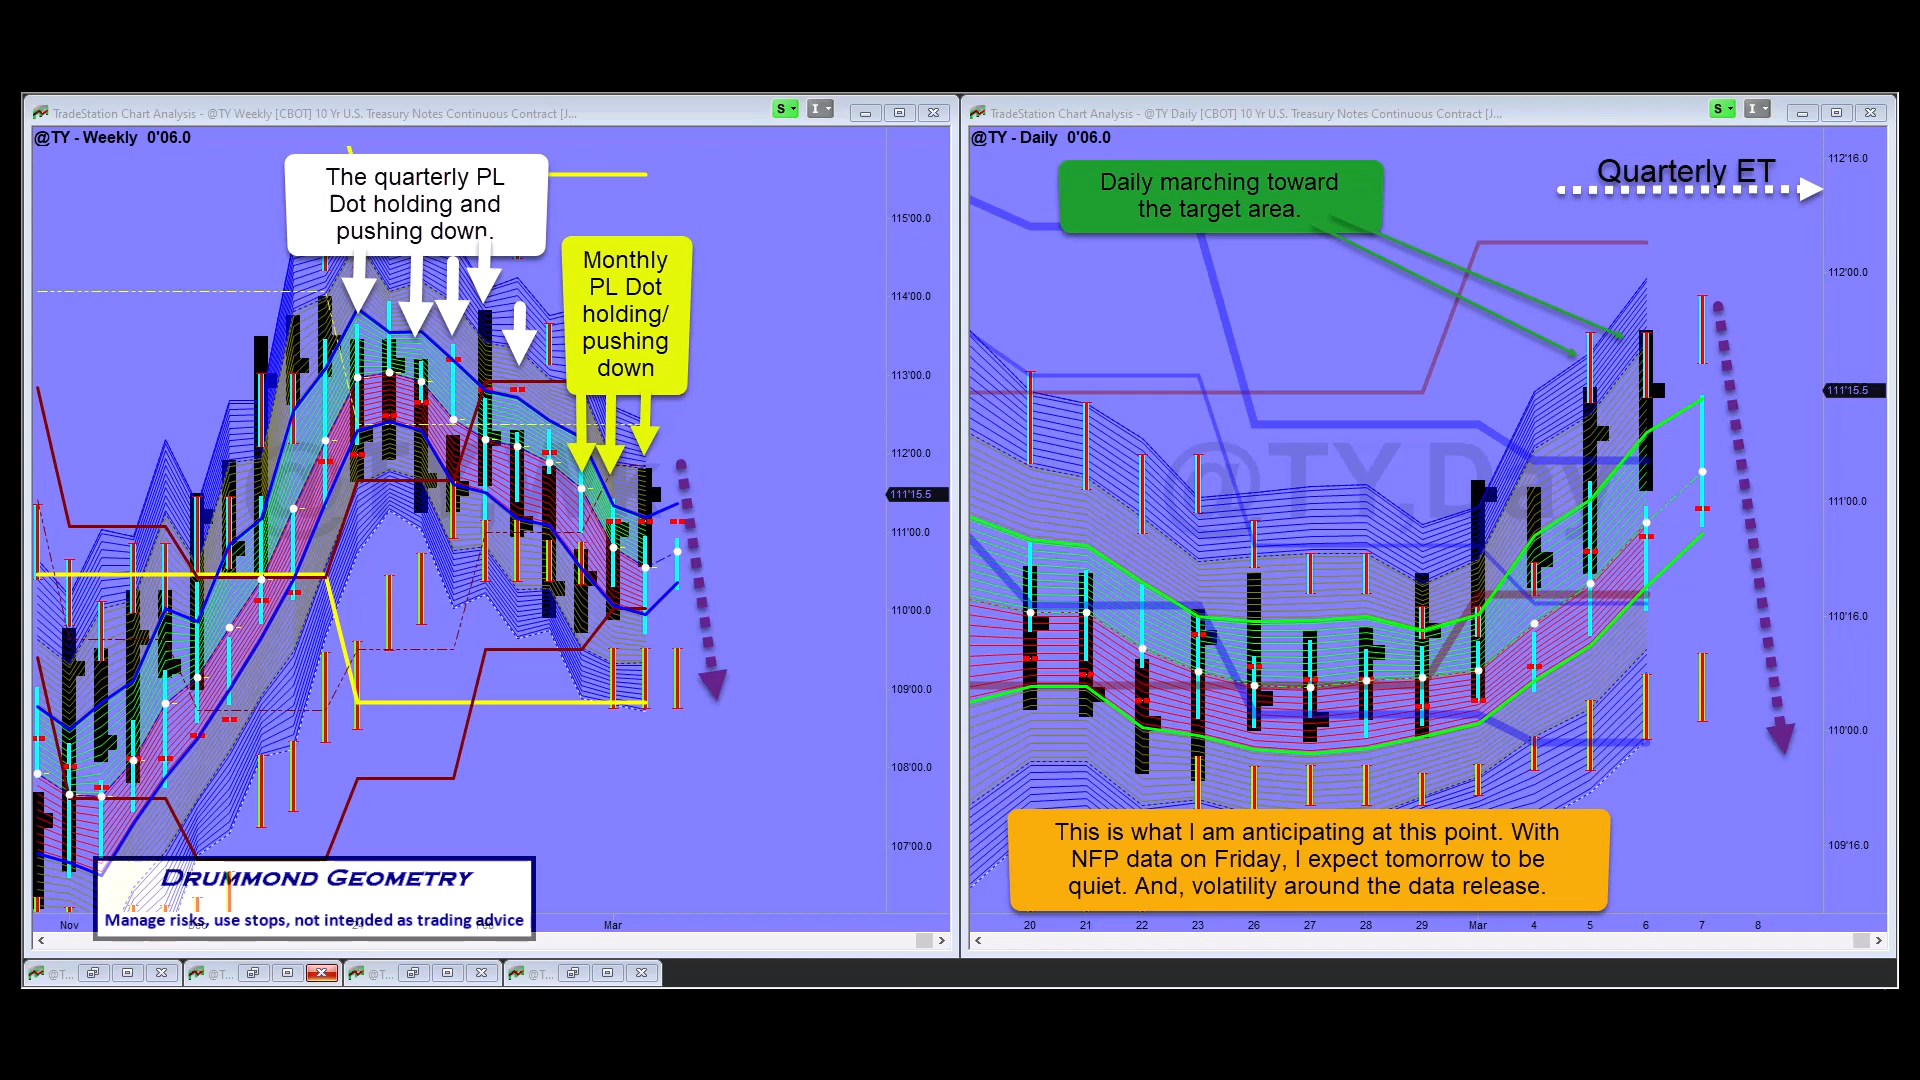 TradeStation Chart Analysis - @TY Weekly [CBOT] 10 Yr U.S. Treasury Notes Continuous Contract [J...
S
I
@TY - Weekly 0'06.0
The quarterly PL
Dot holding and
pushing down.
Monthly
PL Dot
holding/
pushing
down
115'00.0
114'00.0
113'00.0
112'00.0
111'15.5
111'00.0
110'00.0
109'00.0
108'00.0
107'00.0
DRUMMOND GEOMETRY
Manage risks, use stops, not intended as trading advice
Nov
Mar
TradeStation Chart Analysis - @TY Daily [CBOT] 10 Yr U.S. Treasury Notes Continuous Contract [J...
S
I
@TY - Daily 0'06.0
Daily marching toward
the target area.
Quarterly ET
@TY.Day
112'16.0
112'00.0
111'15.5
111'00.0
110'16.0
110'00.0
109'16.0
This is what I am anticipating at this point. With
NFP data on Friday, I expect tomorrow to be
quiet. And, volatility around the data release.
20 21 22 23 26 27 28 29 Mar 4 5 6 7 8
@T...
@T...
@T...
@T...